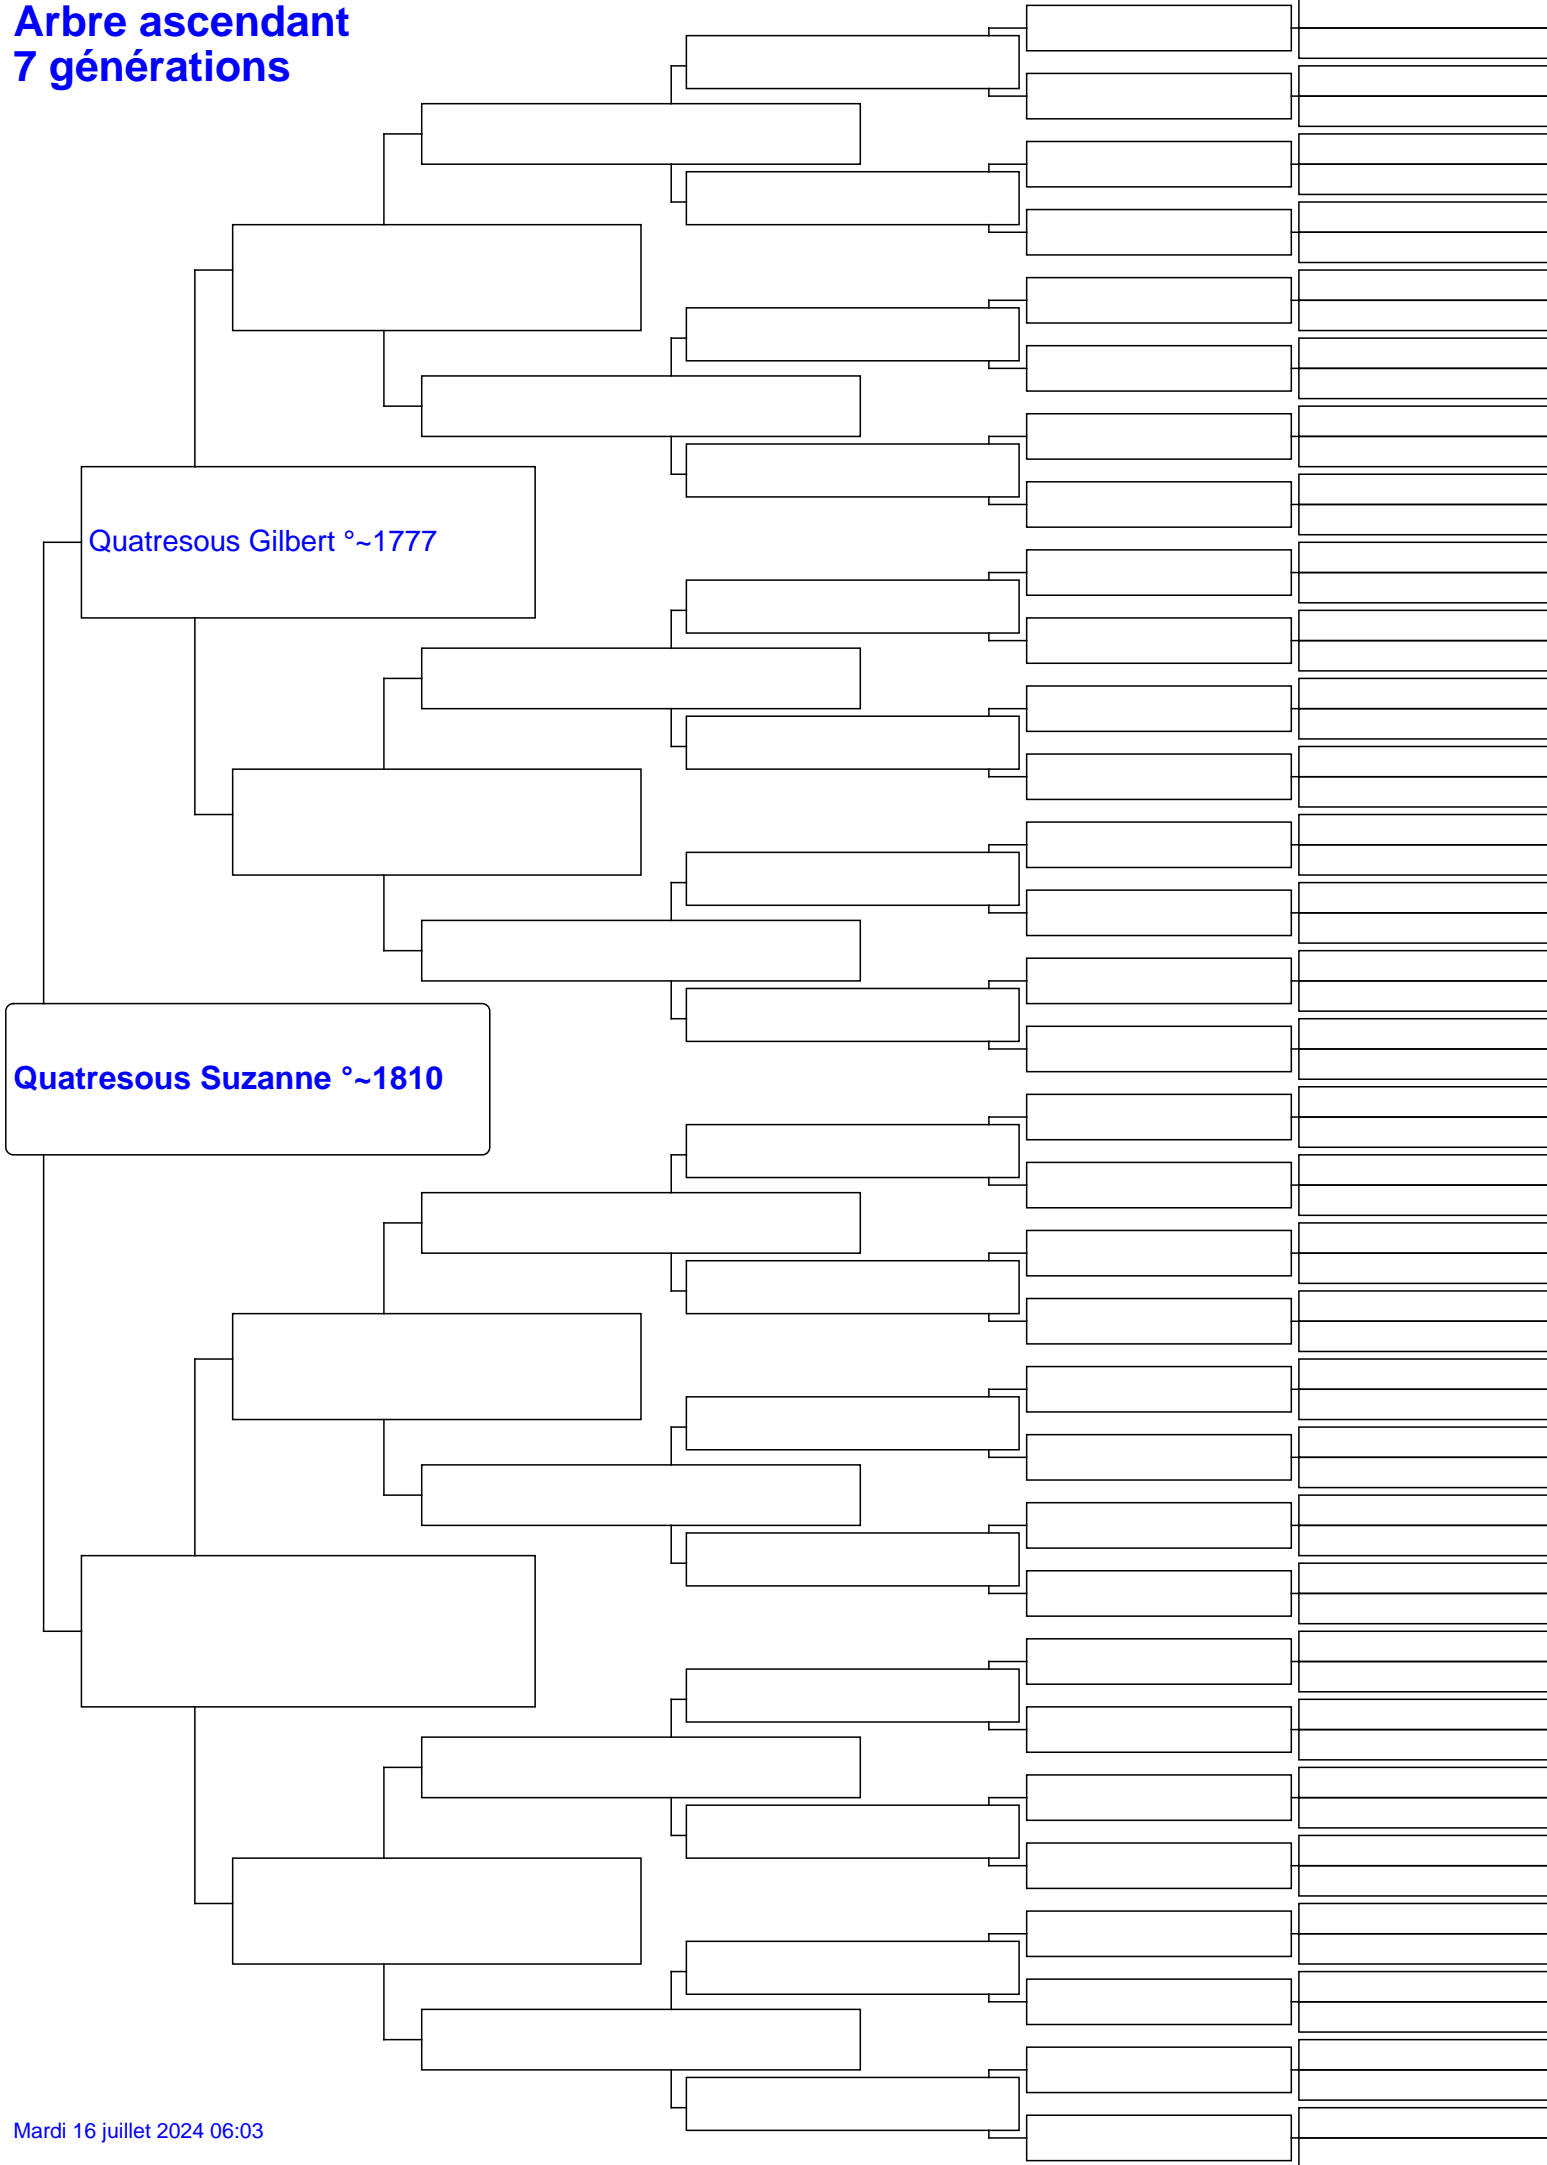 Arbre ascendant
7 générations
Quatresous Gilbert °~1777
Quatresous Suzanne °~1810
Mardi 16 juillet 2024 06:03